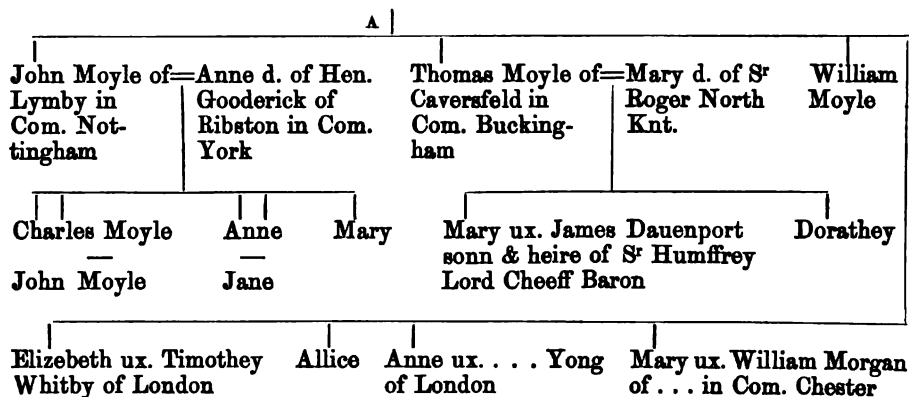 A
John Moyle of=Anne d. of Hen. Thomas Moyle of=Mary d. of Sr William
Lymby in Gooderick of Caversfeld in Roger North Moyle
Com. Not- Ribston in Com. Com. Bucking- Knt.
tingham York ham
Charles Moyle Anne Mary Mary ux. James Dauenport Dorathey
— — sonn & heire of Sr Humffrey
John Moyle Jane Lord Cheeff Baron
Elizebeth ux. Timothey Allice Anne ux. . . . Yong Mary ux. William Morgan
Whitby of London of London of . . . in Com. Chester